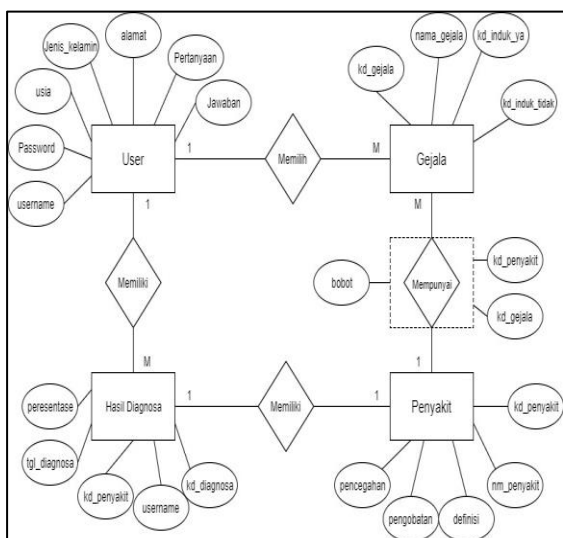 alamat
nama_gejala
kd_induk_ya
Jenis_kelamin
Pertanyaan
kd_gejala
usia
Jawaban
kd_induk_tidak
Password
User
1
Memilih
M
Gejala
username
1
M
Memiliki
bobot
Mempunyai
kd_penyakit
kd_gejala
M
1
peresentase
Hasil Diagnosa
1
Memiliki
1
Penyakit
kd_penyakit
tgl_diagnosa
kd_diagnosa
pencegahan
nm_penyakit
kd_penyakit
username
pengobatan
definisi